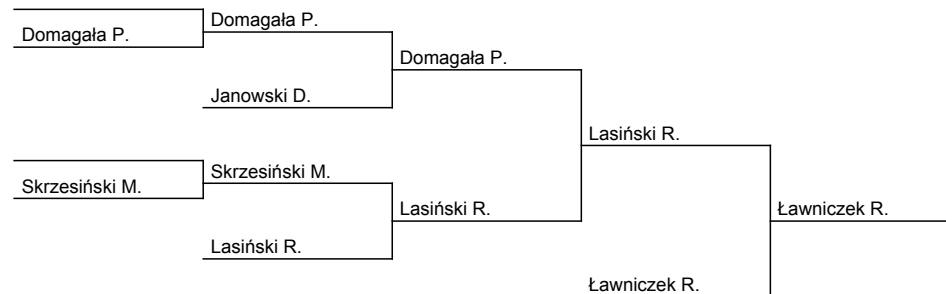 Domagała P.
Domagała P.
Domagała P.
Janowski D.
Lasiński R.
Skrzesiński M.
Skrzesiński M.
Lasiński R.
Ławniczek R.
Lasiński R.
Ławniczek R.